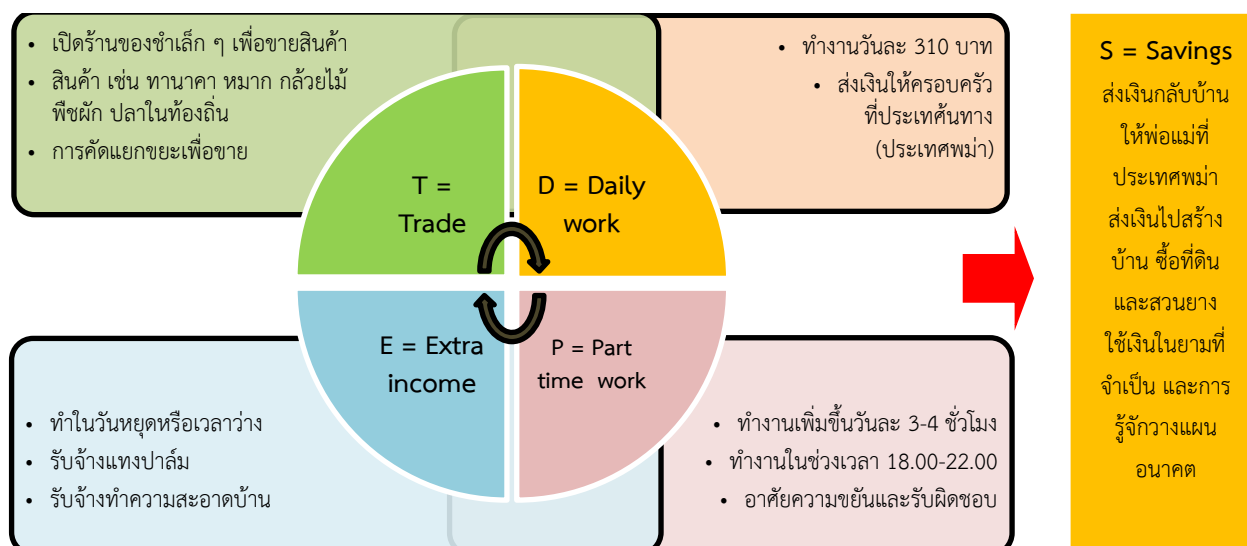 • เปิดร้านของชำเล็ก ๆ เพื่อขายสินค้า
• สินค้า เช่น ทานาคา หมาก กล้วยไม้
พืชผัก ปลาในท้องถิ่น
• การคัดแยกขยะเพื่อขาย
T =
Trade
D = Daily
work
• ทำงานวันละ 310 บาท
• ส่งเงินให้ครอบครัว
ที่ประเทศต้นทาง
(ประเทศพม่า)
E = Extra
income
P = Part
time work
• ทำในวันหยุดหรือเวลาว่าง
• รับจ้างแทงปาล์ม
• รับจ้างทำความสะอาดบ้าน
• ทำงานเพิ่มขึ้นวันละ 3-4 ชั่วโมง
• ทำงานในช่วงเวลา 18.00-22.00
• อาศัยความขยันและรับผิดชอบ
S = Savings
ส่งเงินกลับบ้าน
ให้พ่อแม่ที่
ประเทศพม่า
ส่งเงินไปสร้าง
บ้าน ซื้อที่ดิน
และสวนยาง
ใช้เงินในยามที่
จำเป็น และการ
รู้จักวางแผน
อนาคต